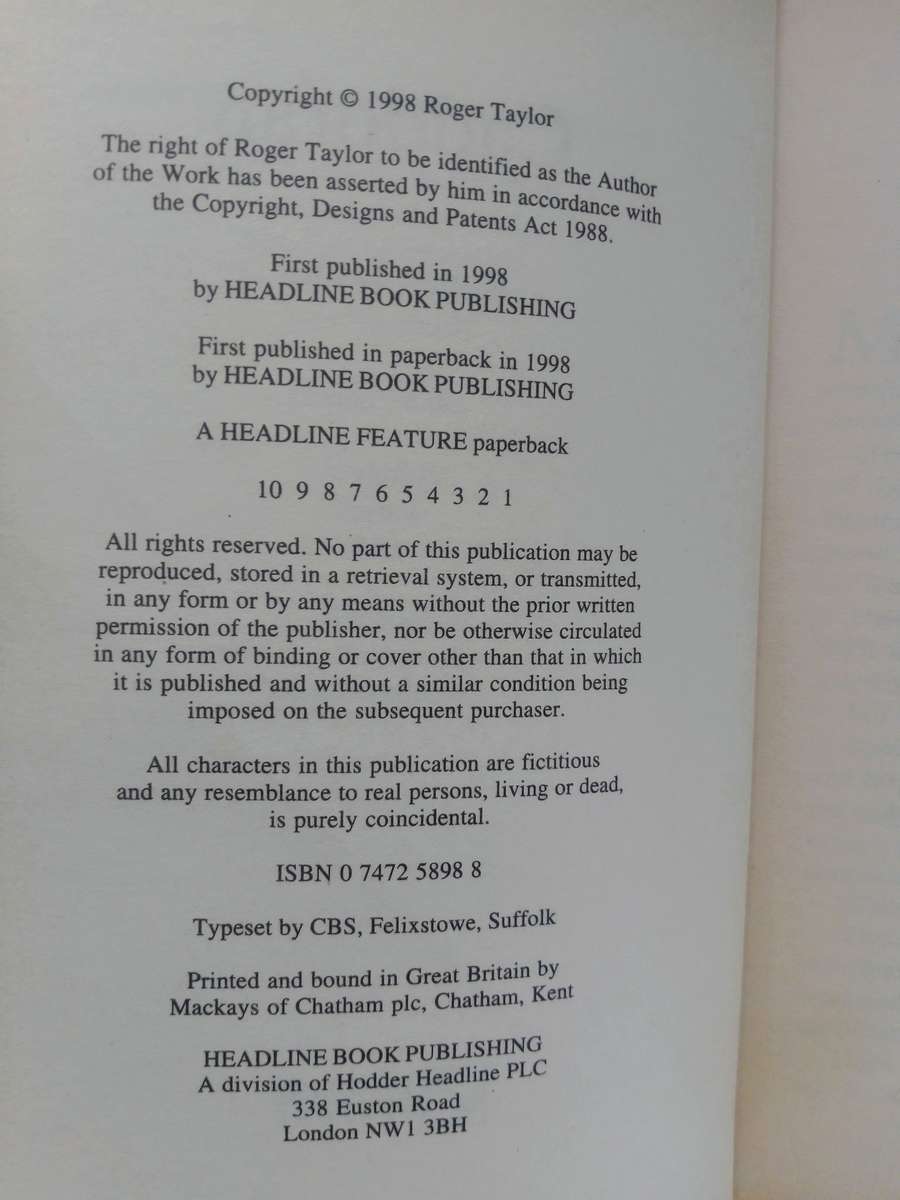 Copyright © 1998 Roger Taylor
The right of Roger Taylor to be identified as the Author
of the Work has been asserted by him in accordance with
the Copyright, Designs and Patents Act 1988.
First published in 1998
by HEADLINE BOOK PUBLISHING
First published in paperback in 1998
by HEADLINE BOOK PUBLISHING
A HEADLINE FEATURE paperback
10 9 8 7 6 5 4 3 2 1
All rights reserved. No part of this publication may be
reproduced, stored in a retrieval system, or transmitted,
in any form or by any means without the prior written
permission of the publisher, nor be otherwise circulated
in any form of binding or cover other than that in which
it is published and without a similar condition being
imposed on the subsequent purchaser.
All characters in this publication are fictitious
and any resemblance to real persons, living or dead,
is purely coincidental.
ISBN 0 7472 5898 8
Typeset by CBS, Felixstowe, Suffolk
Printed and bound in Great Britain by
Mackays of Chatham plc, Chatham, Kent
HEADLINE BOOK PUBLISHING
A division of Hodder Headline PLC
338 Euston Road
London NW1 3BH